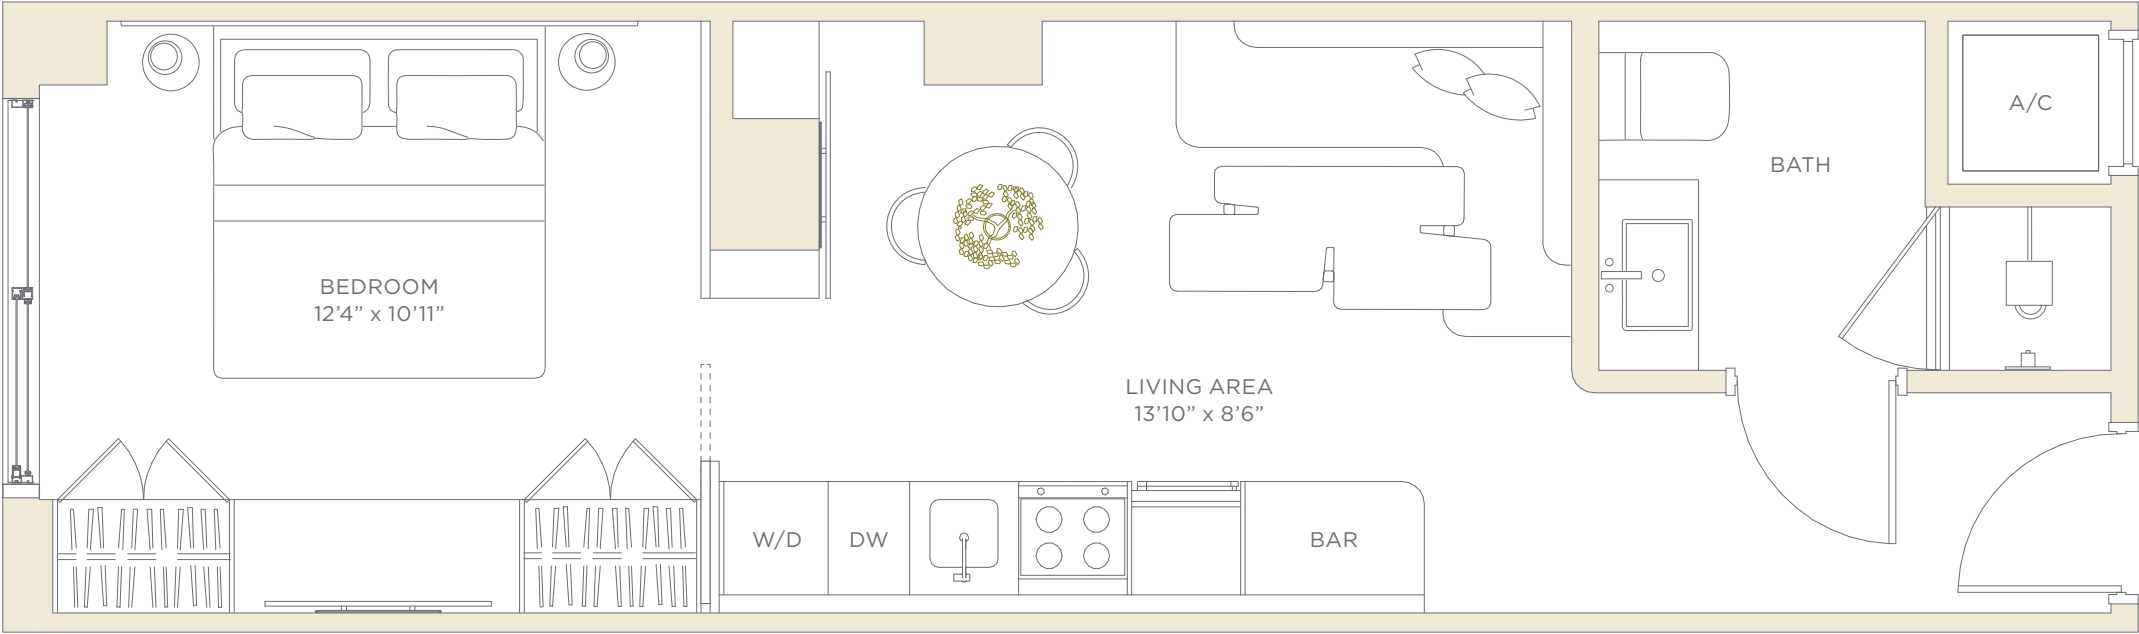 A/C
BATH
BEDROOM
12’4” x 10’11”
LIVING AREA
13’10” x 8’6”
W/D
DW
BAR